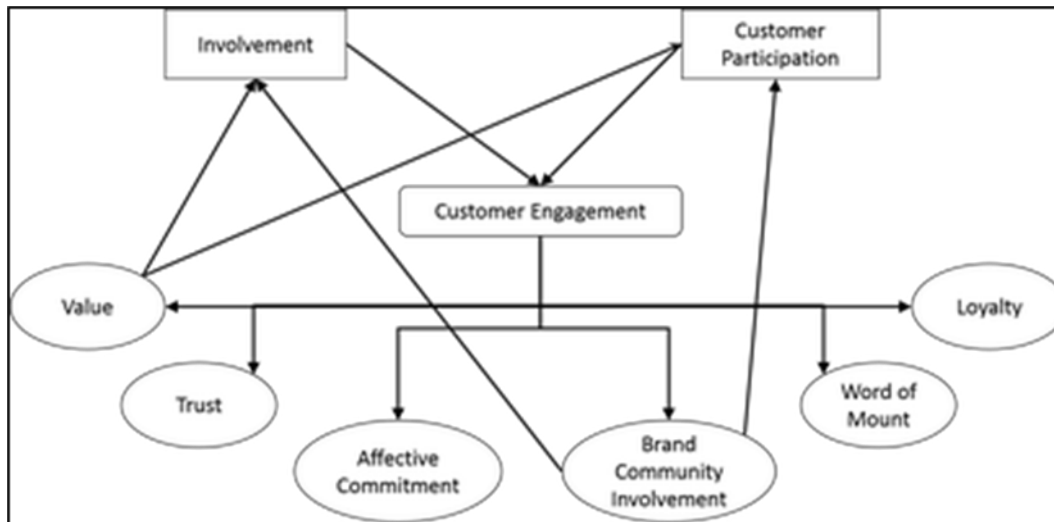 Involvement
Customer
Participation
Customer Engagement
Value
Loyalty
Trust
Word of
Mount
Affective
Commitment
Brand
Community
Involvement